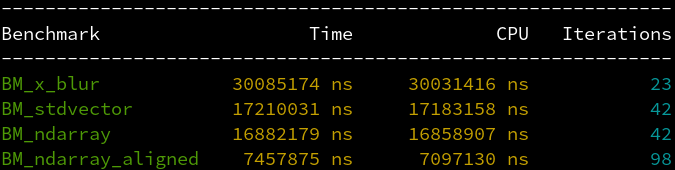 ------------------------------------------------------------
Benchmark Time CPU Iterations
------------------------------------------------------------
BM_x_blur 30085174 ns 30031416 ns 23
BM_stdvector 17210031 ns 17183158 ns 42
BM_ndarray 16882179 ns 16858907 ns 42
BM_ndarray_aligned 7457875 ns 7097130 ns 98